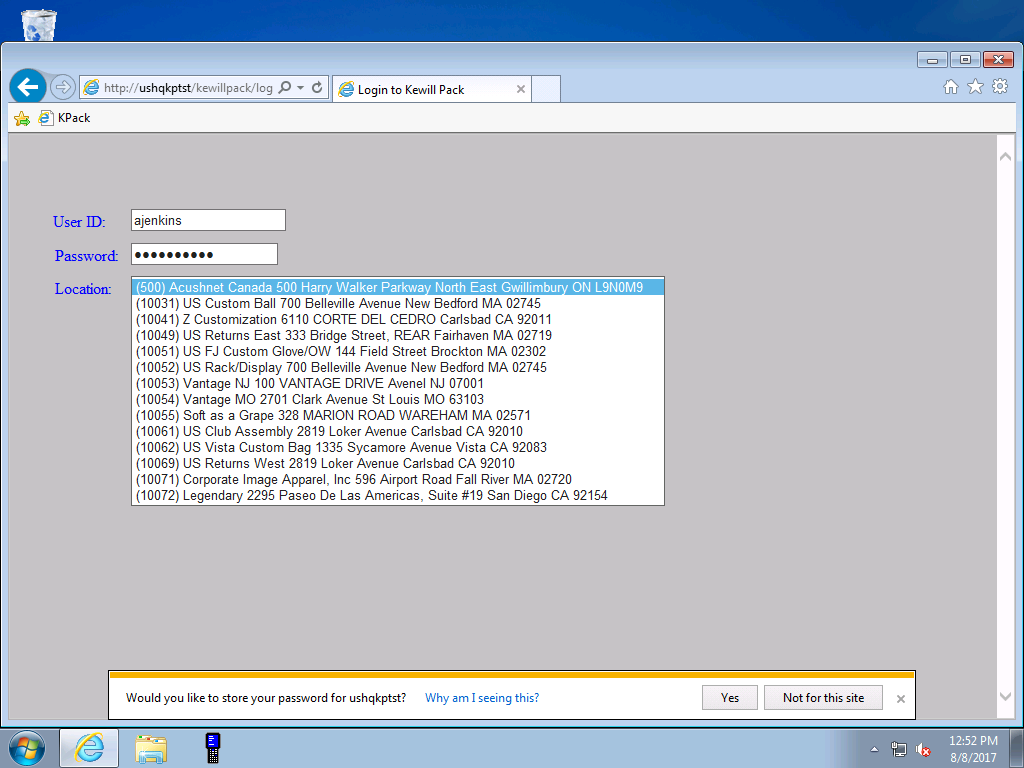 http://ushqkptst/kewillpack/log
Login to Kewill Pack
KPack
User ID:
ajenkins
Password:
Location:
(500) Acushnet Canada 500 Harry Walker Parkway North East Gwillimbury ON L9N0M9
(10031) US Custom Ball 700 Belleville Avenue New Bedford MA 02745
(10041) Z Customization 6110 CORTE DEL CEDRO Carlsbad CA 92011
(10049) US Returns East 333 Bridge Street, REAR Fairhaven MA 02719
(10051) US FJ Custom Glove/OW 144 Field Street Brockton MA 02302
(10052) US Rack/Display 700 Belleville Avenue New Bedford MA 02745
(10053) Vantage NJ 100 VANTAGE DRIVE Avenel NJ 07001
(10054) Vantage MO 2701 Clark Avenue St Louis MO 63103
(10055) Soft as a Grape 328 MARION ROAD WAREHAM MA 02571
(10061) US Club Assembly 2819 Loker Avenue Carlsbad CA 92010
(10062) US Vista Custom Bag 1335 Sycamore Avenue Vista CA 92083
(10069) US Returns West 2819 Loker Avenue Carlsbad CA 92010
(10071) Corporate Image Apparel, Inc 596 Airport Road Fall River MA 02720
(10072) Legendary 2295 Paseo De Las Americas, Suite #19 San Diego CA 92154
Would you like to store your password for ushqkptst? Why am I seeing this? Yes Not for this site
12:52 PM
8/8/2017